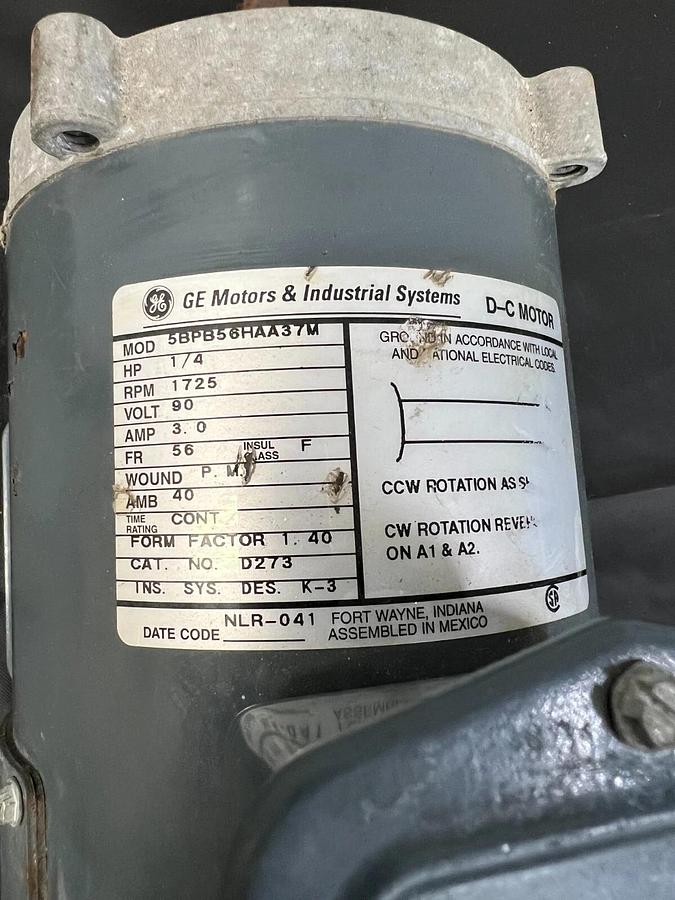 GE GE Motors & Industrial Systems D-C MOTOR
MOD 5BPB56HAA37M
HP 1/4
RPM 1725
VOLT 90
AMP 3.0
FR 56 INSUL CLASS F
WOUND P.M.
AMB 40
TIME RATING CONT
FORM FACTOR 1.40
CAT. NO. D273
INS. SYS. DES. K-3
GROUND IN ACCORDANCE WITH LOCAL
AND NATIONAL ELECTRICAL CODES
CCW ROTATION AS
CW ROTATION
ON A1 & A2.
DATE CODE NLR-041 FORT WAYNE, INDIANA
ASSEMBLED IN MEXICO
SA